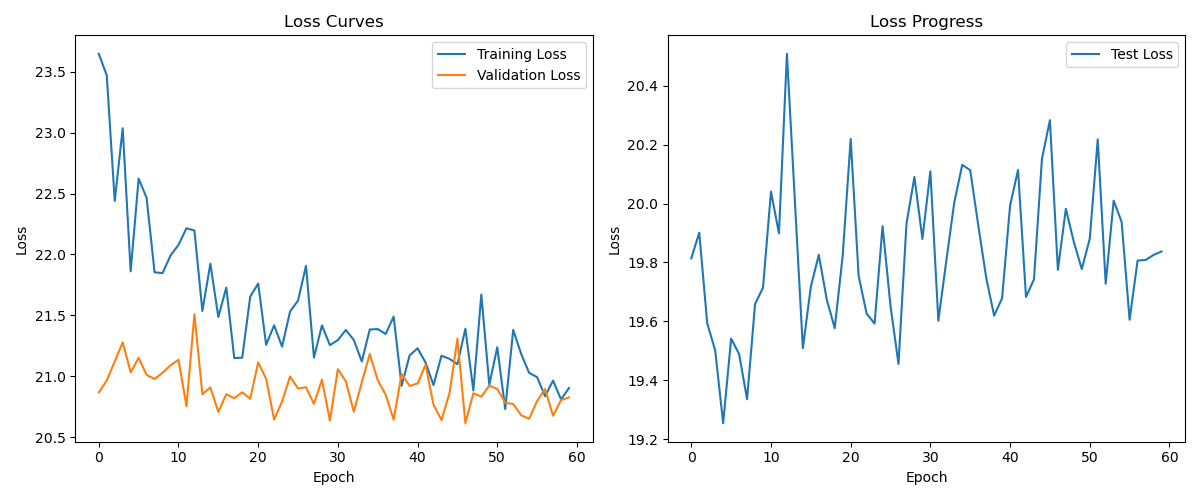 Loss Curves
Training Loss
Validation Loss
Loss
23.5
23.0
22.5
22.0
21.5
21.0
20.5
0 10 20 30 40 50 60
Epoch
Loss Progress
Test Loss
Loss
20.4
20.2
20.0
19.8
19.6
19.4
19.2
0 10 20 30 40 50 60
Epoch